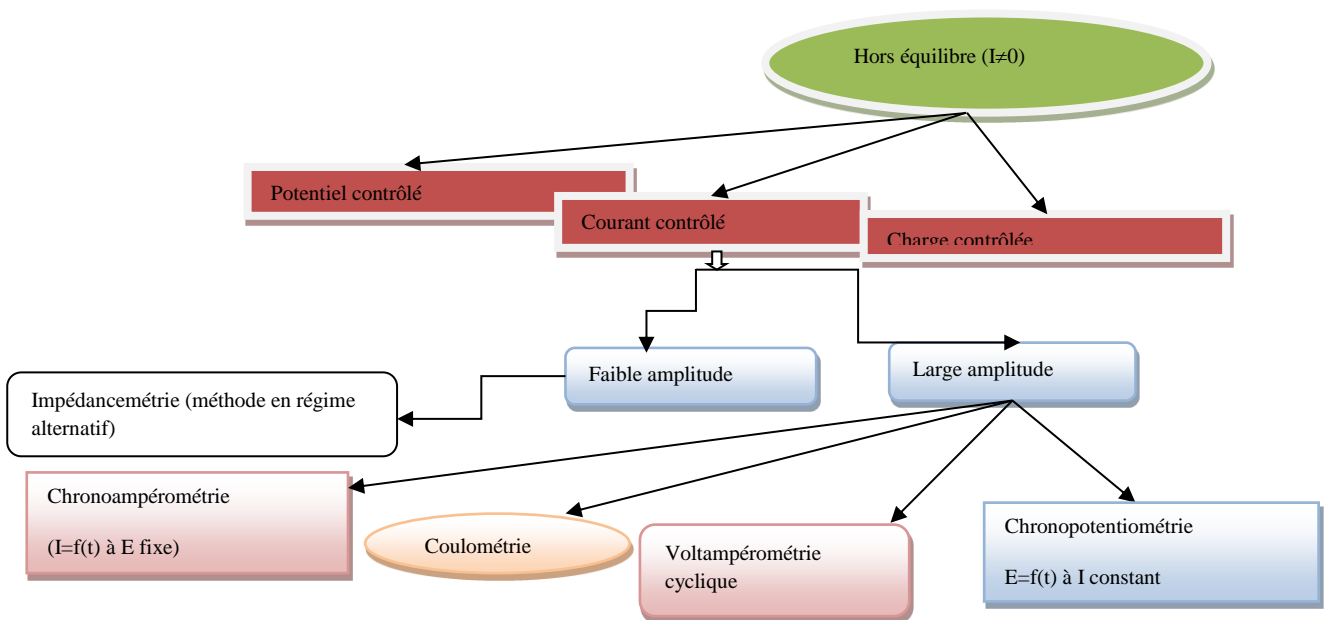 Hors équilibre (I≠0)
Potentiel contrôlé
Courant contrôlé
Charge contrôlée
Faible amplitude
Large amplitude
Impédancemétrie (méthode en régime
alternatif)
Chronoampérométrie
(I=f(t) à E fixe)
Coulométrie
Voltampérométrie
cyclique
Chronopotentiométrie
E=f(t) à I constant